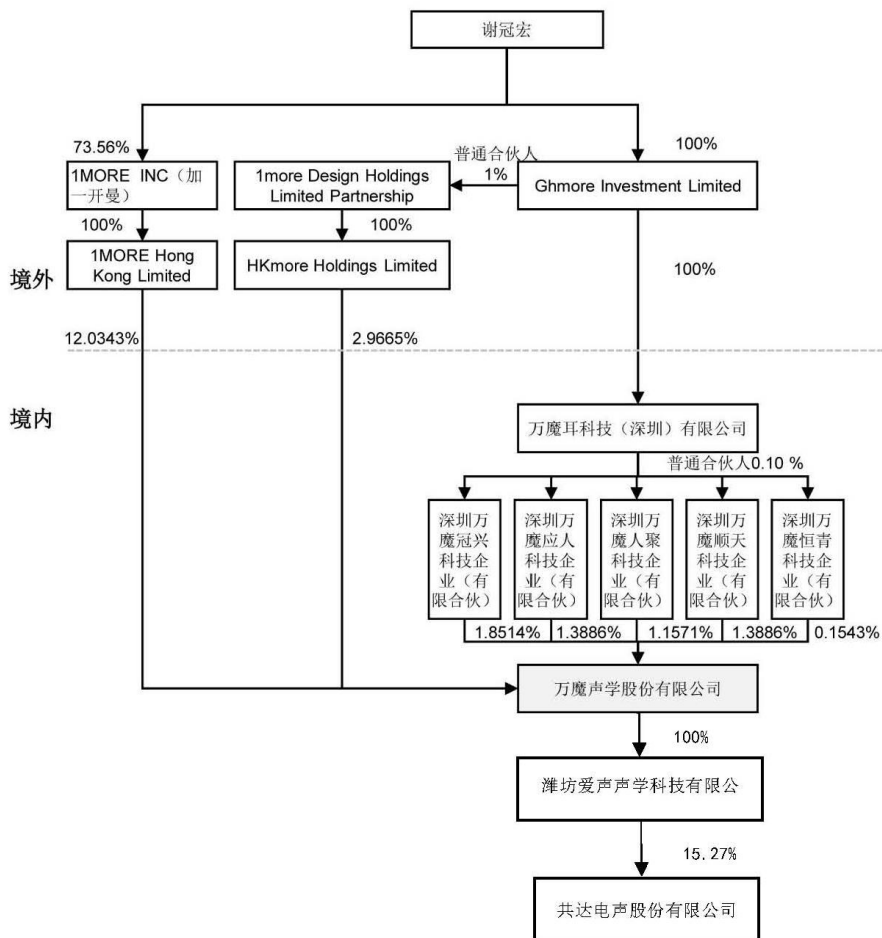 谢冠宏
73.56%
普通合伙人
1%
100%
1MORE INC（加
一开曼）
1more Design Holdings
Limited Partnership
Ghmore Investment Limited
100%
100%
1MORE Hong
Kong Limited
HKmore Holdings Limited
100%
境外
12.0343%
2.9665%
境内
万魔耳科技（深圳）有限公司
普通合伙人0.10 %
深圳万
魔冠兴
科技企
业（有
限合伙）
深圳万
魔应人
科技企
业（有
限合伙）
深圳万
魔人聚
科技企
业（有
限合伙）
深圳万
魔顺天
科技企
业（有
限合伙）
深圳万
魔恒青
科技企
业（有
限合伙）
1.8514%
1.3886%
1.1571%
1.3886%
0.1543%
万魔声学股份有限公司
100%
潍坊爱声声学科技有限公
15.27%
共达电声股份有限公司